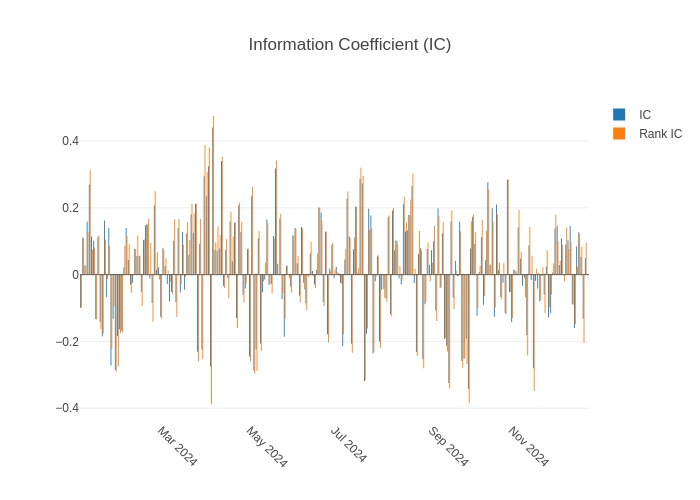 Information Coefficient (IC)
IC
Rank IC
0.4
0.2
0
−0.2
−0.4
Mar 2024
May 2024
Jul 2024
Sep 2024
Nov 2024